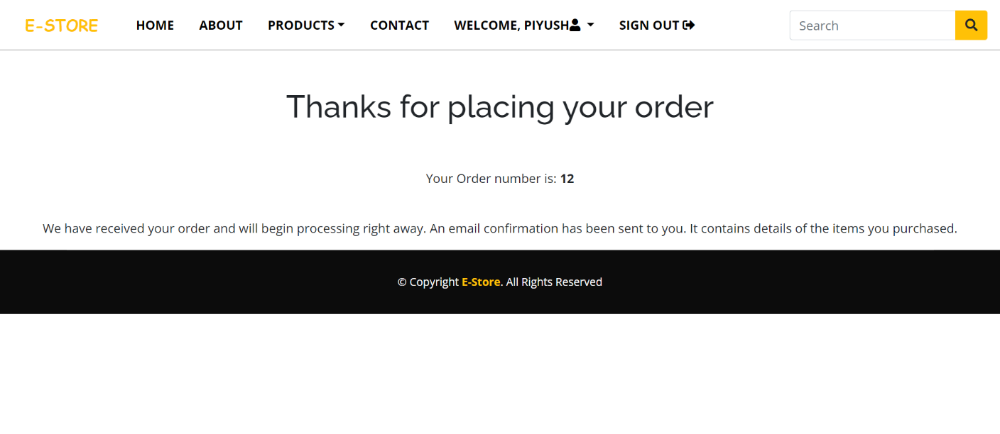 E-STORE HOME ABOUT PRODUCTS CONTACT WELCOME, PIYUSH SIGN OUT Search
Thanks for placing your order
Your Order number is: 12
We have received your order and will begin processing right away. An email confirmation has been sent to you. It contains details of the items you purchased.
© Copyright E-Store. All Rights Reserved